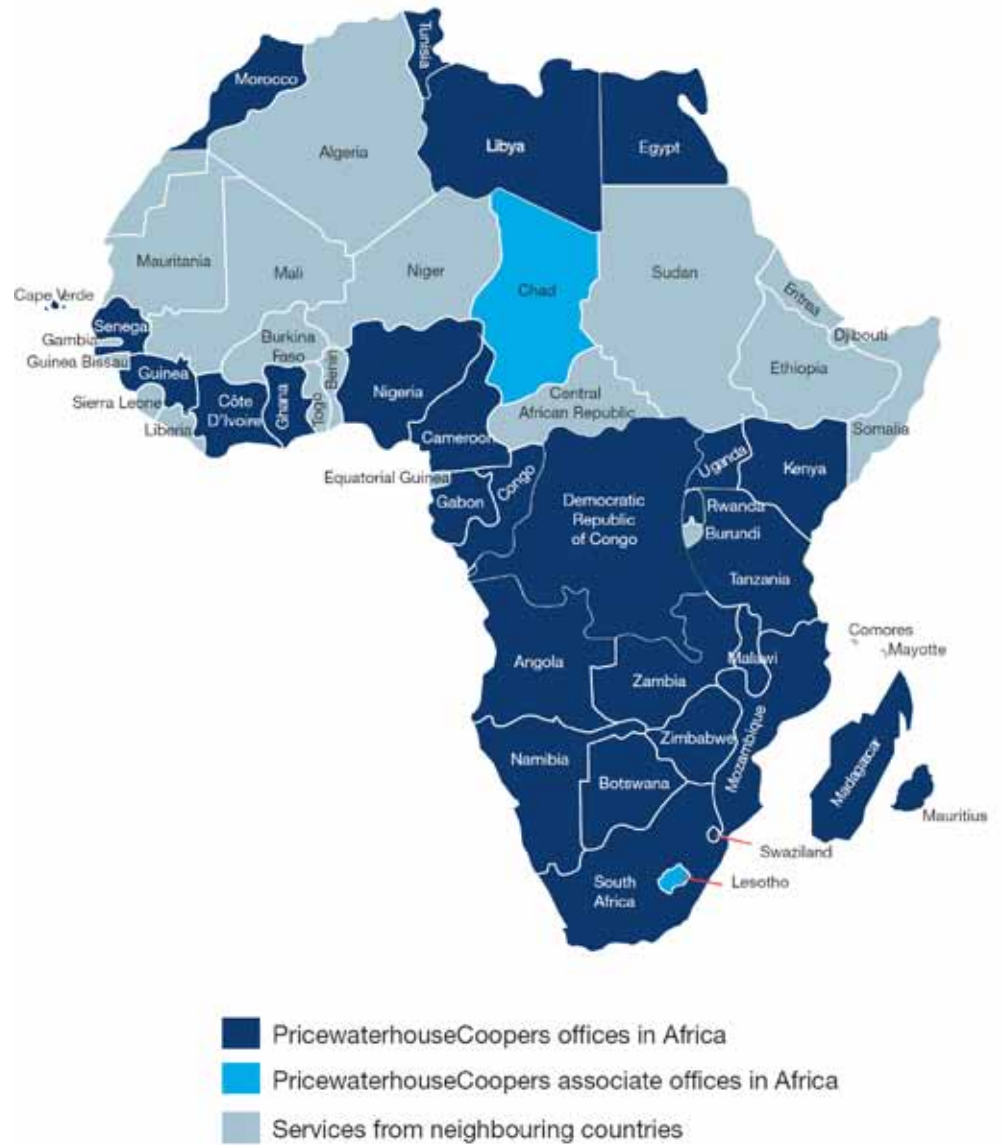 Tunisia
Morocco
Algeria
Libya
Egypt
Mauritania
Mali
Niger
Chad
Sudan
Eritrea
Cape Verde
Senegal
Gambia
Guinea Bissau
Guinea
Sierra Leone
Liberia
Côte
D'Ivoire
Burkina
Faso
Ghana
Togo
Benin
Nigeria
Cameroon
Central
African Republic
Djibouti
Ethiopia
Somalia
Equatorial Guinea
Gabon
Congo
Democratic
Republic
of Congo
Uganda
Kenya
Rwanda
Burundi
Tanzania
Comores
Mayotte
Angola
Zambia
Malawi
Mozambique
Zimbabwe
Namibia
Botswana
Madagascar
Mauritius
Swaziland
Lesotho
South
Africa
PricewaterhouseCoopers offices in Africa
PricewaterhouseCoopers associate offices in Africa
Services from neighbouring countries